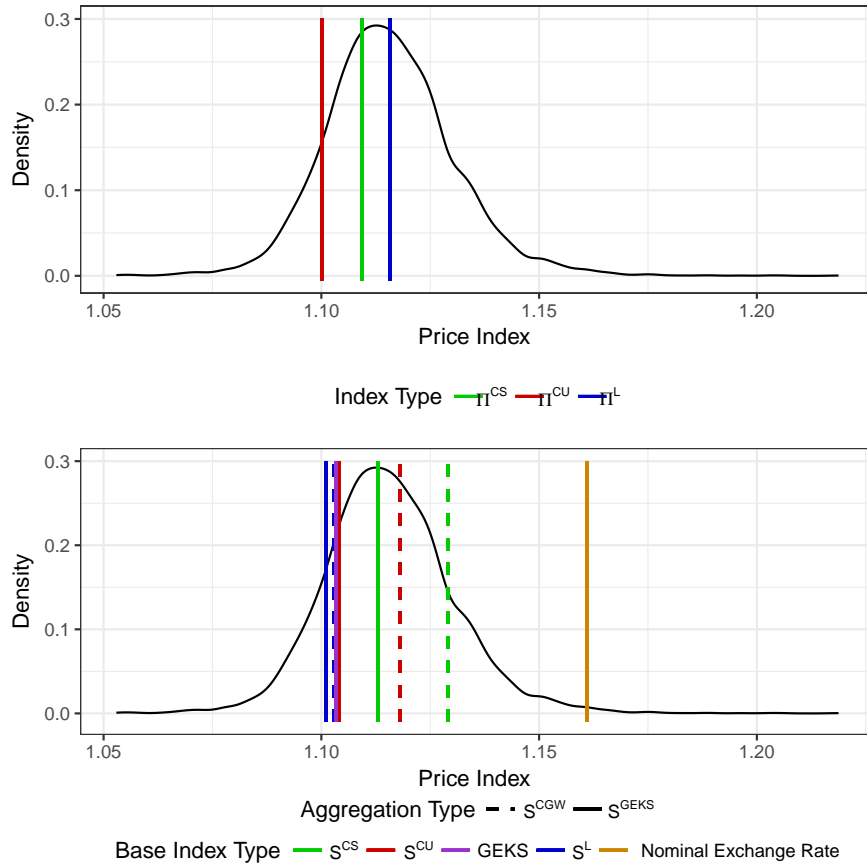 0.3
0.2
0.1
0.0
Density
1.05 1.10 1.15 1.20
Price Index
Index Type Π^CS Π^CU Π^L
0.3
0.2
0.1
0.0
Density
1.05 1.10 1.15 1.20
Price Index
Aggregation Type S^CGW S^GEKS
Base Index Type S^CS S^CU GEKS S^L Nominal Exchange Rate